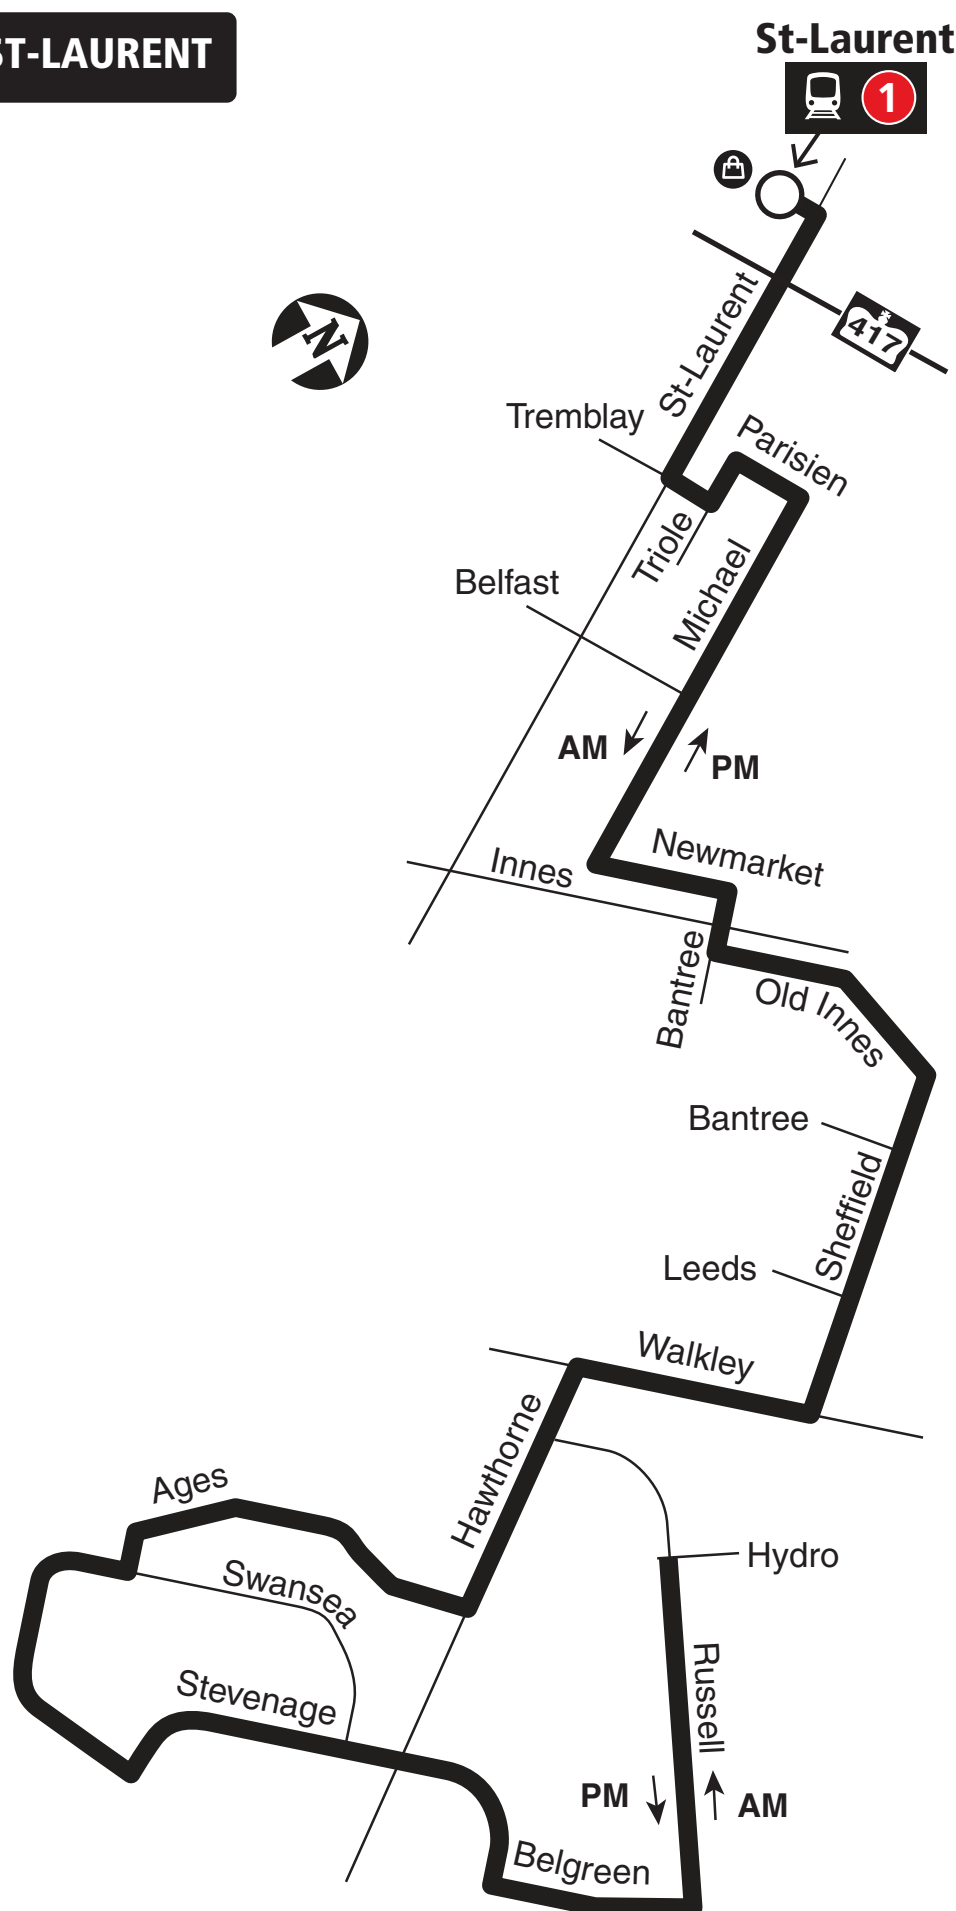 ST-LAURENT
St-Laurent
1
417
N
St-Laurent
Tremblay
Parisien
Triole
Belfast
Michael
AM
PM
Newmarket
Innes
Bantree
Old Innes
Bantree
Sheffield
Leeds
Walkley
Hawthorne
Ages
Swansea
Hydro
Stevenage
Russell
PM
AM
Belgreen